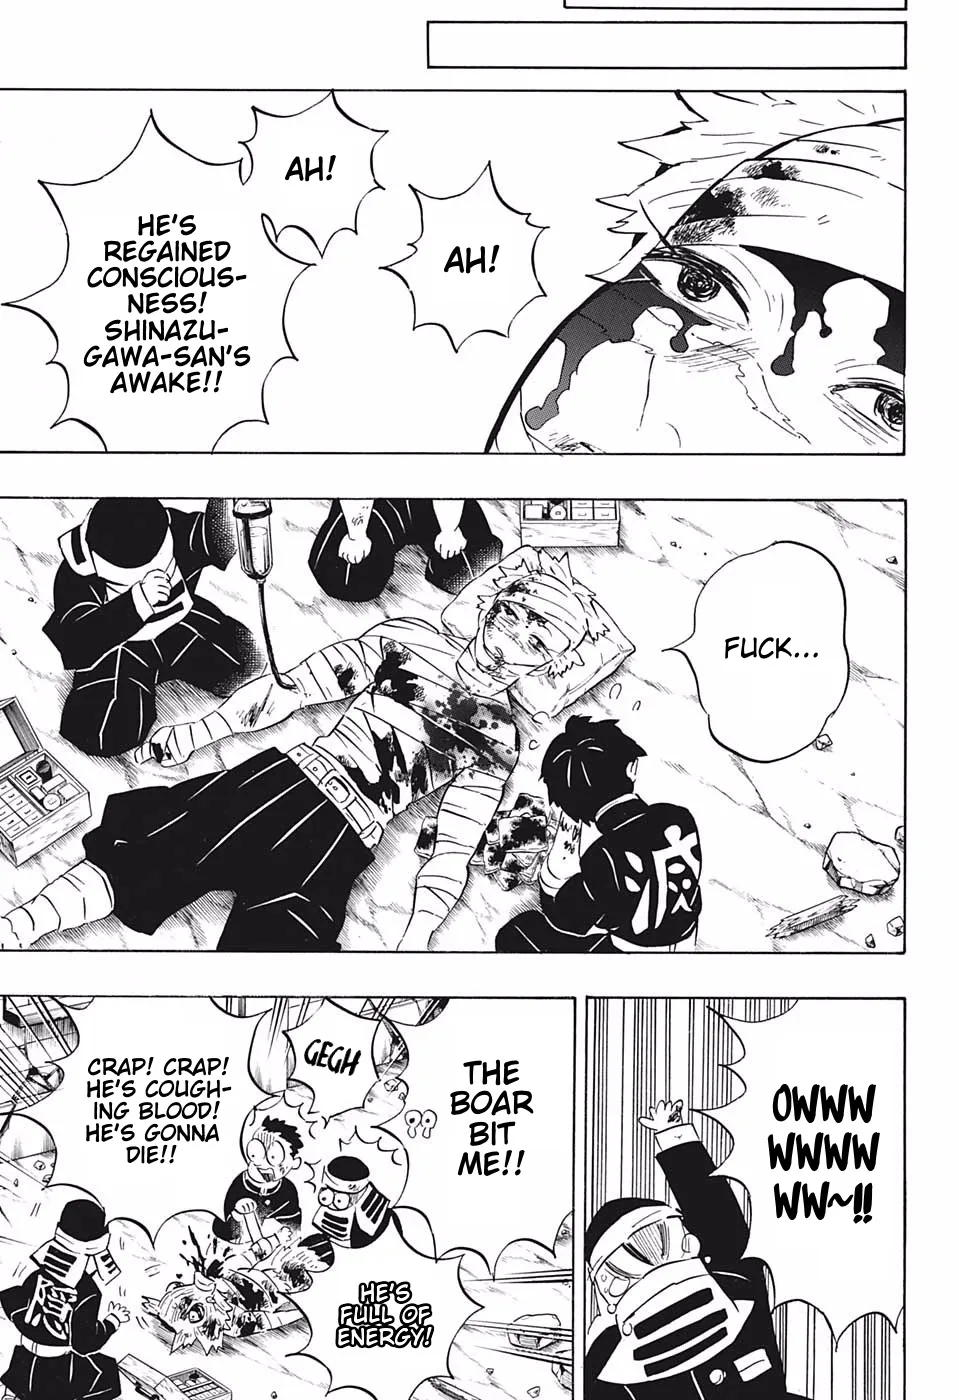 AH!
AH!
HE'S
REGAINED
CONSCIOUS-
NESS!
SHINAZU-
GAWA-SAN'S
AWAKE!!
FUCK...
滅
OWWW
WWWW
WW~!!
THE
BOAR
BIT
ME!!
GEGH
CRAP! CRAP!
HE'S COUGH-
ING BLOOD!
HE'S GONNA
DIE!!
HE'S
FULL OF
ENERGY!